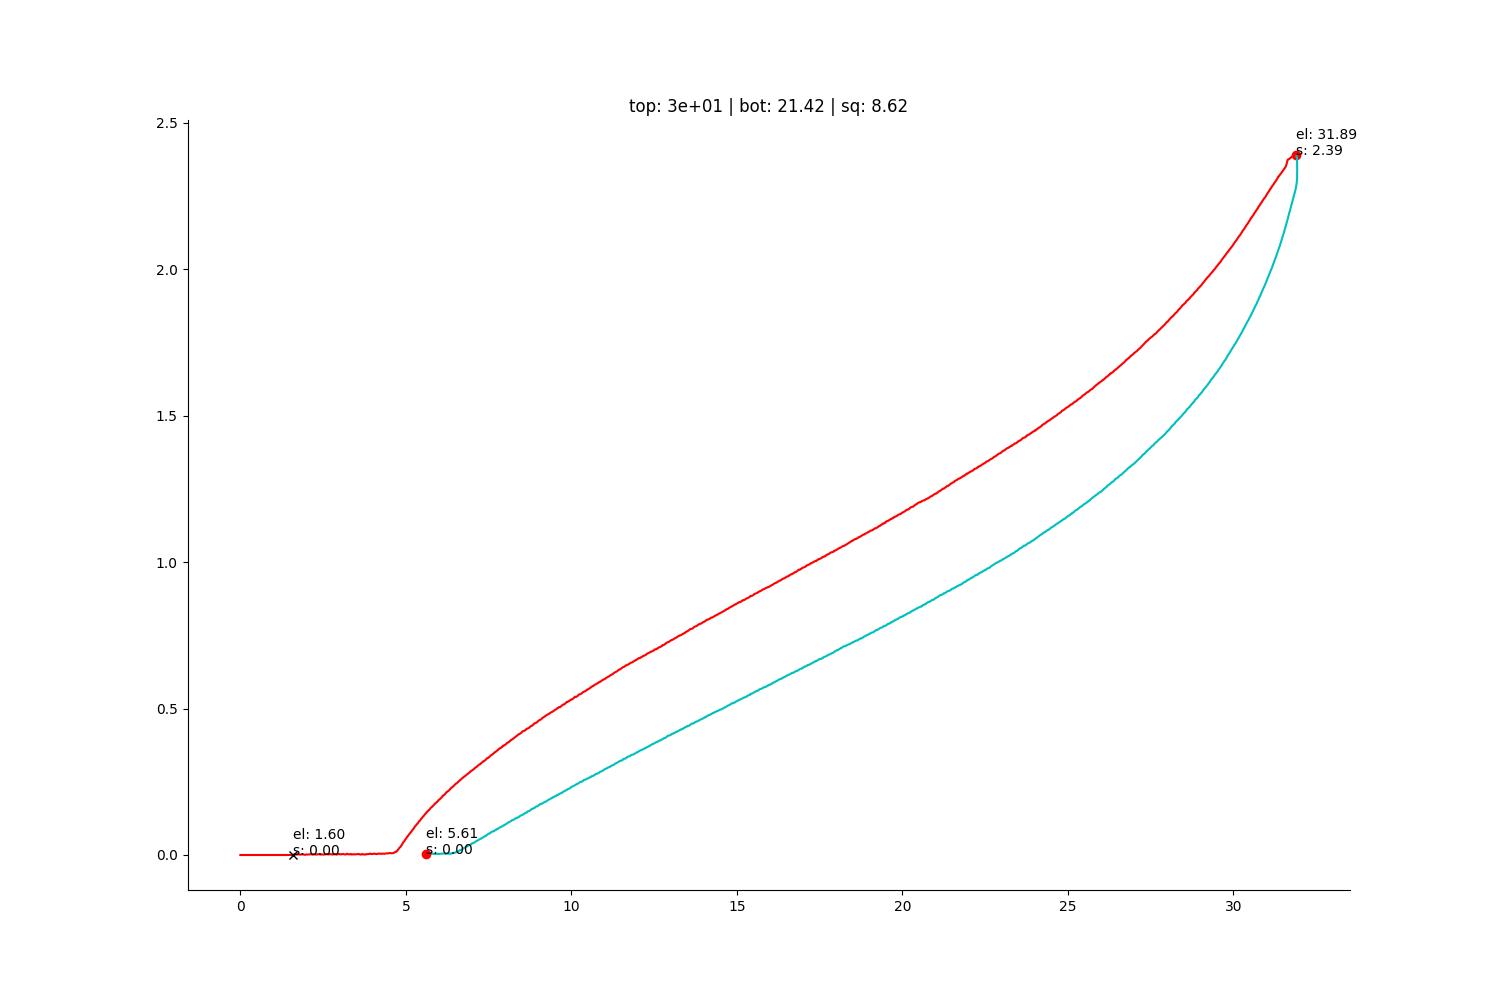 top: 3e+01 | bot: 21.42 | sq: 8.62
2.5
el: 31.89
s: 2.39
2.0
1.5
1.0
0.5
el: 1.60
s: 0.00
el: 5.61
s: 0.00
0.0
0 5 10 15 20 25 30